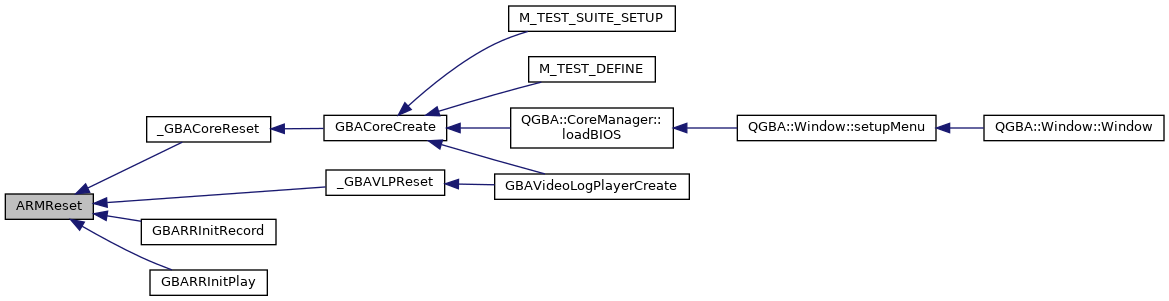 M_TEST_SUITE_SETUP
M_TEST_DEFINE
_GBACoreReset
GBACoreCreate
QGBA::CoreManager::
loadBIOS
QGBA::Window::setupMenu
QGBA::Window::Window
_GBAVLPReset
GBAVideoLogPlayerCreate
ARMReset
GBARRInitRecord
GBARRInitPlay